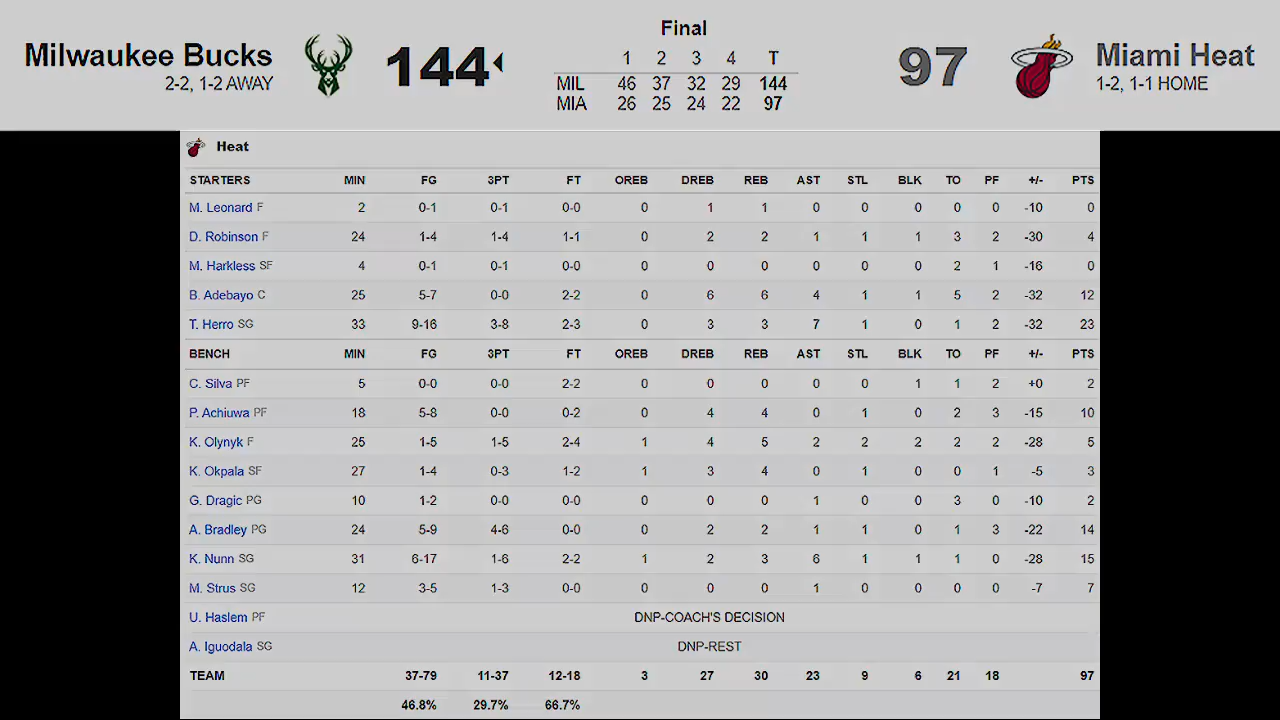 Final
Milwaukee Bucks 144 97 Miami Heat
2-2, 1-2 AWAY 1-2, 1-1 HOME
1 2 3 4 T
MIL 46 37 32 29 144
MIA 26 25 24 22 97
Heat
STARTERS MIN FG 3PT FT OREB DREB REB AST STL BLK TO PF +/- PTS
M. Leonard F 2 0-1 0-1 0-0 0 1 1 0 0 0 0 0 -10 0
D. Robinson F 24 1-4 1-4 1-1 0 2 2 1 1 1 3 2 -30 4
M. Harkless SF 4 0-1 0-1 0-0 0 0 0 0 0 0 2 1 -16 0
B. Adebayo C 25 5-7 0-0 2-2 0 6 6 4 1 1 5 2 -32 12
T. Herro SG 33 9-16 3-8 2-3 0 3 3 7 1 0 1 2 -32 23
BENCH MIN FG 3PT FT OREB DREB REB AST STL BLK TO PF +/- PTS
C. Silva PF 5 0-0 0-0 2-2 0 0 0 0 0 1 1 2 +0 2
P. Achiuwa PF 18 5-8 0-0 0-2 0 4 4 0 1 0 2 3 -15 10
K. Olynyk F 25 1-5 1-5 2-4 1 4 5 2 2 2 2 2 -28 5
K. Okpala SF 27 1-4 0-3 1-2 1 3 4 0 1 0 0 1 -5 3
G. Dragic PG 10 1-2 0-0 0-0 0 0 0 1 0 0 3 0 -10 2
A. Bradley PG 24 5-9 4-6 0-0 0 2 2 1 1 0 1 3 -22 14
K. Nunn SG 31 6-17 1-6 2-2 1 2 3 6 1 1 1 0 -28 15
M. Strus SG 12 3-5 1-3 0-0 0 0 0 1 0 0 0 0 -7 7
U. Haslem PF DNP-COACH'S DECISION
A. Iguodala SG DNP-REST
TEAM 37-79 11-37 12-18 3 27 30 23 9 6 21 18 97
46.8% 29.7% 66.7%